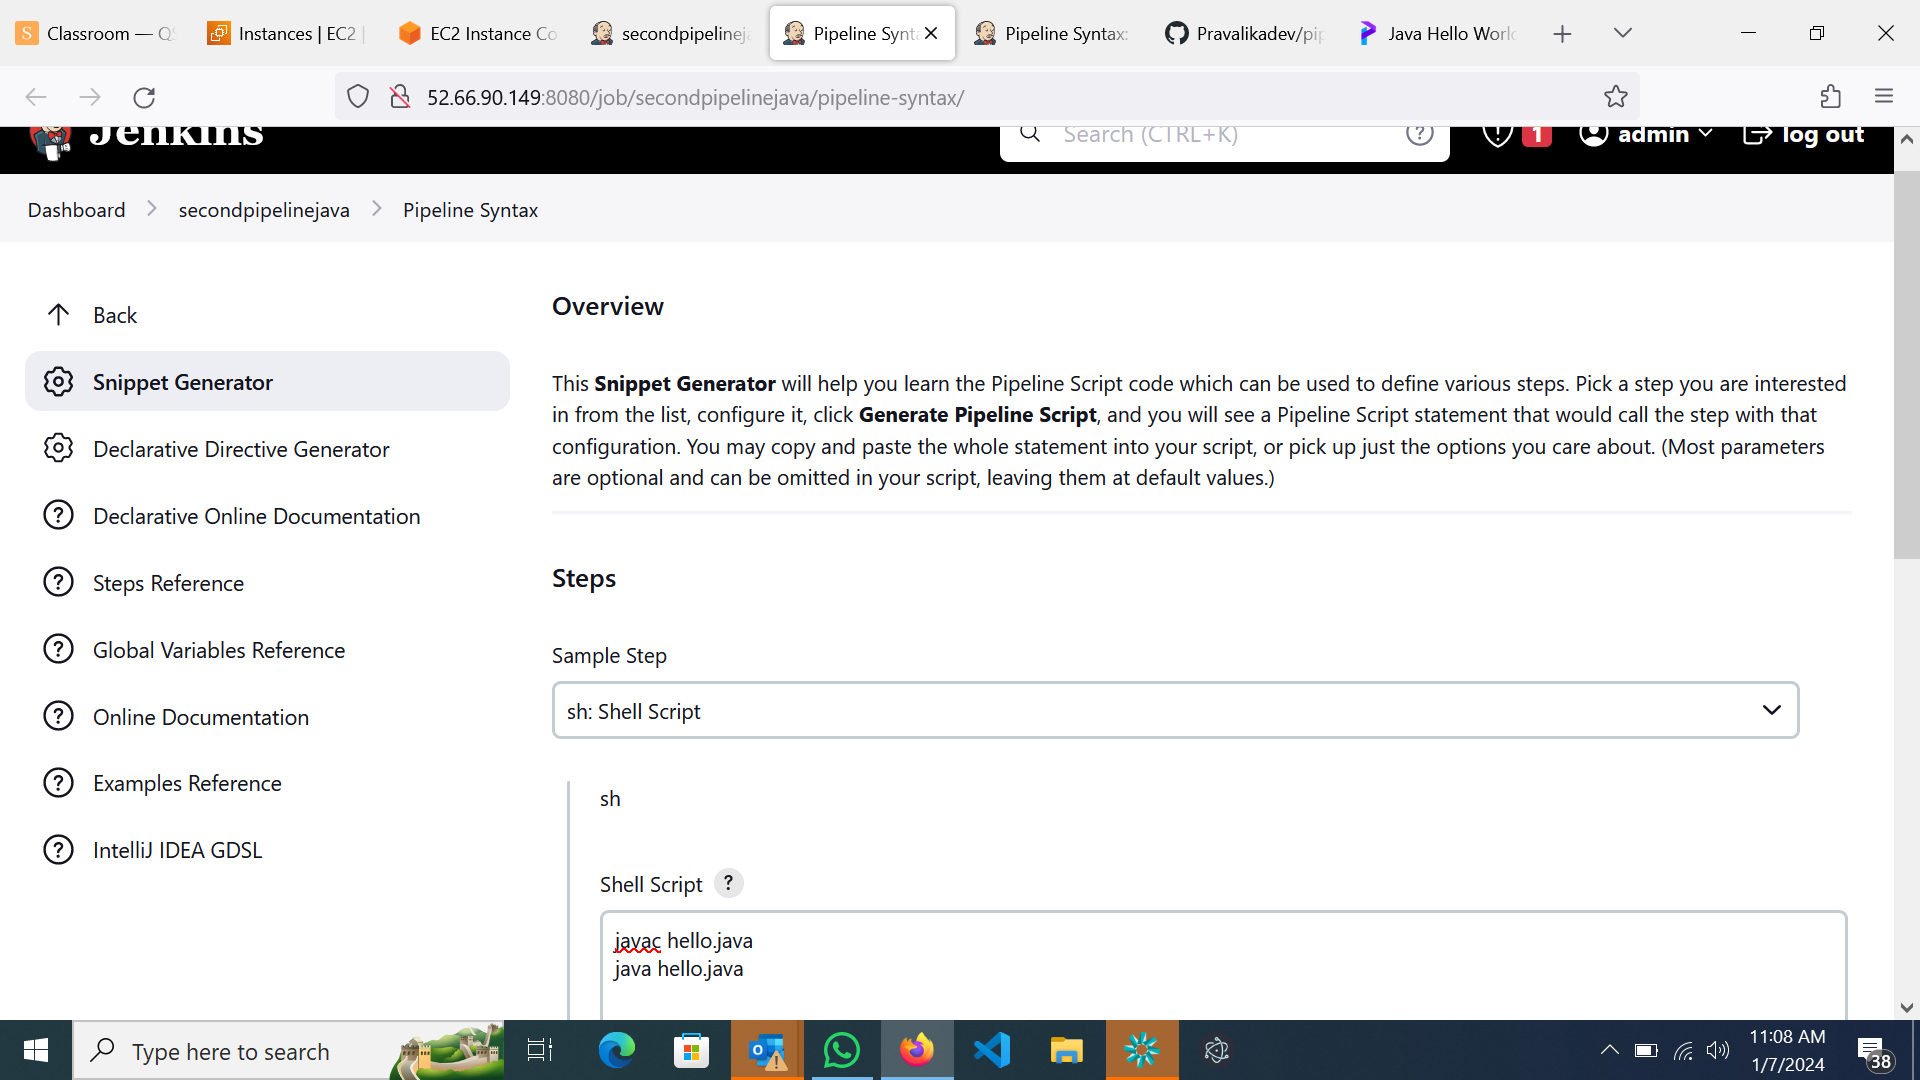 Classroom — QS
Instances | EC2 |
EC2 Instance Co
secondpipelineja
Pipeline Synta
Pipeline Syntax:
Pravalikadev/pip
Java Hello World
52.66.90.149:8080/job/secondpipelinejava/pipeline-syntax/
Jenkins
Search (CTRL+K)
1
admin
log out
Dashboard
secondpipelinejava
Pipeline Syntax
Back
Snippet Generator
Declarative Directive Generator
Declarative Online Documentation
Steps Reference
Global Variables Reference
Online Documentation
Examples Reference
IntelliJ IDEA GDSL
Overview
This Snippet Generator will help you learn the Pipeline Script code which can be used to define various steps. Pick a step you are interested
in from the list, configure it, click Generate Pipeline Script, and you will see a Pipeline Script statement that would call the step with that
configuration. You may copy and paste the whole statement into your script, or pick up just the options you care about. (Most parameters
are optional and can be omitted in your script, leaving them at default values.)
Steps
Sample Step
sh: Shell Script
sh
Shell Script ?
javac hello.java
java hello.java
Type here to search
11:08 AM
1/7/2024
38